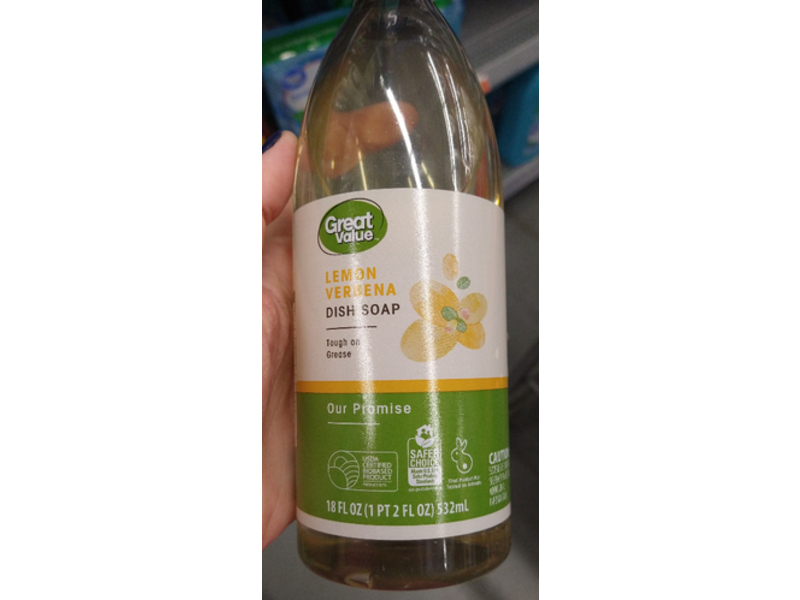 Great
Value
LEMON
VERBENA
DISH SOAP
Tough on
Grease
Our Promise
USDA
CERTIFIED
BIOBASED
PRODUCT
SAFER
CHOICE
18 FL OZ (1 PT 2 FL OZ) 532mL
CAUTION